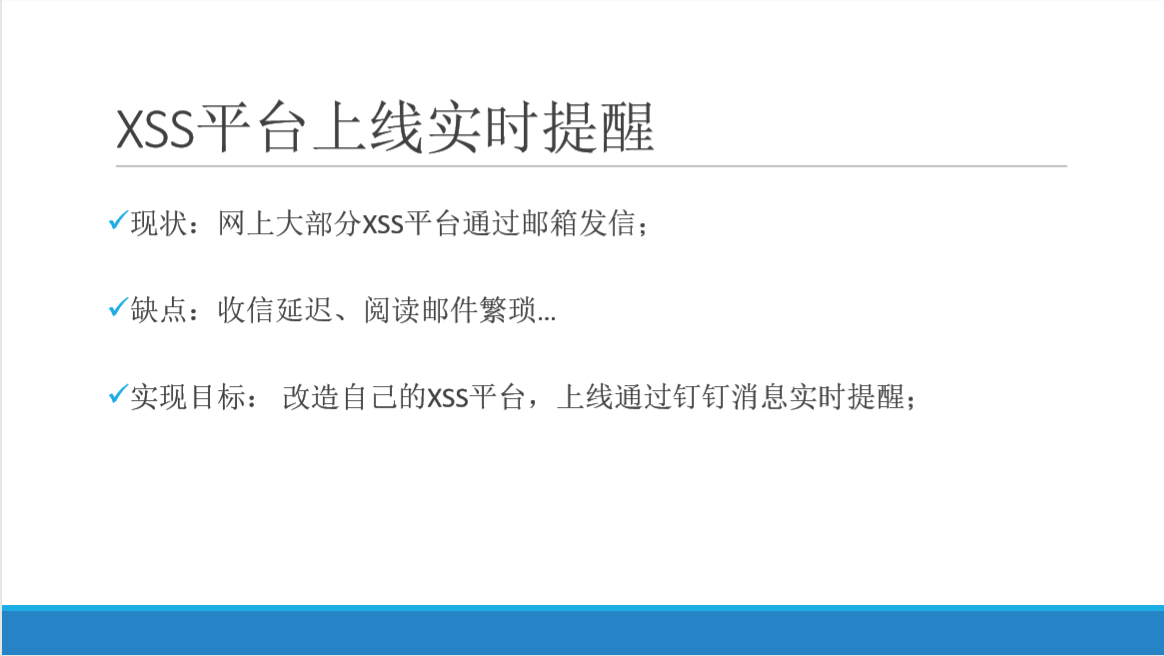 XSS平台上线实时提醒
✓现状：网上大部分XSS平台通过邮箱发信；
✓缺点：收信延迟、阅读邮件繁琐...
✓实现目标： 改造自己的XSS平台，上线通过钉钉消息实时提醒；